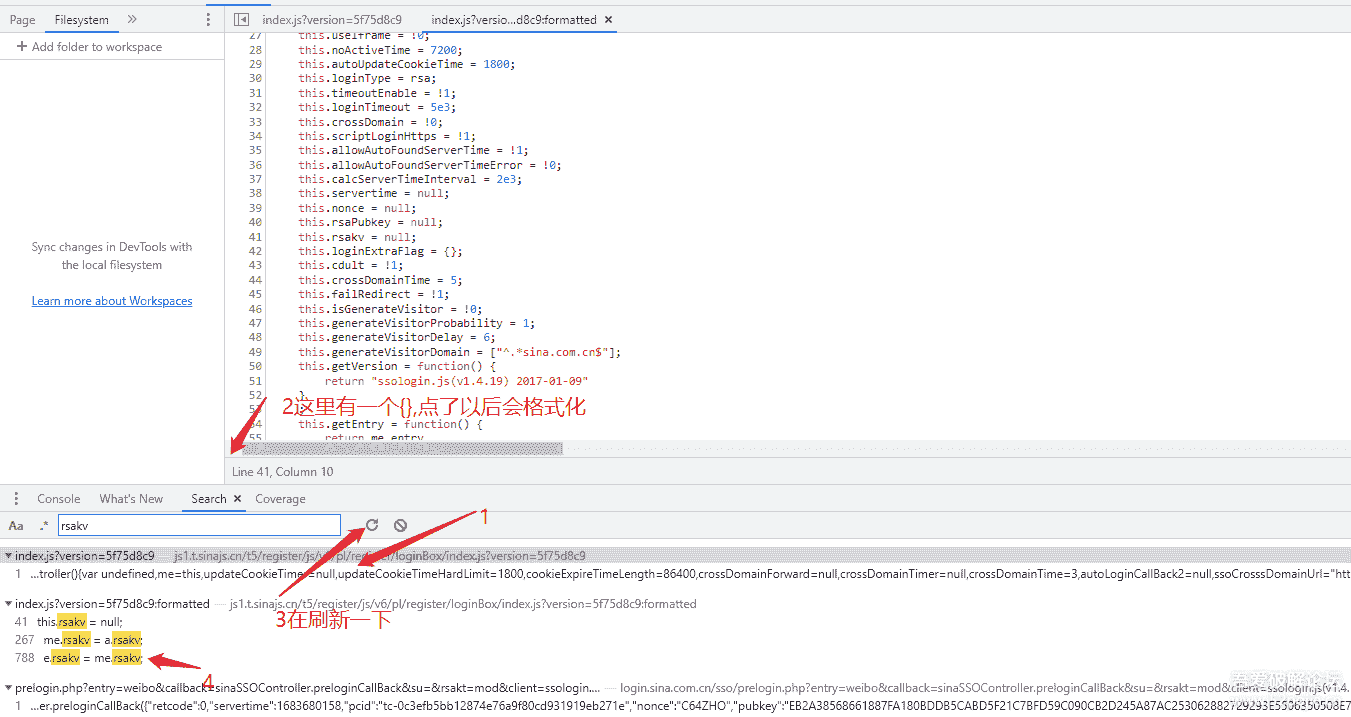 Page
Filesystem
»
index.js?version=5f75d8c9
index.js?versio…d8c9:formatted ×
+ Add folder to workspace
Sync changes in DevTools with
the local filesystem
Learn more about Workspaces
27 this.useIframe = !0;
28 this.noActiveTime = 7200;
29 this.autoUpdateCookieTime = 1800;
30 this.loginType = rsa;
31 this.timeoutEnable = !1;
32 this.loginTimeout = 5e3;
33 this.crossDomain = !0;
34 this.scriptLoginHttps = !1;
35 this.allowAutoFoundServerTime = !1;
36 this.allowAutoFoundServerTimeError = !0;
37 this.calcServerTimeInterval = 2e3;
38 this.servertime = null;
39 this.nonce = null;
40 this.rsaPubkey = null;
41 this.rsakv = null;
42 this.loginExtraFlag = {};
43 this.cdult = !1;
44 this.crossDomainTime = 5;
45 this.failRedirect = !1;
46 this.isGenerateVisitor = !0;
47 this.generateVisitorProbability = 1;
48 this.generateVisitorDelay = 6;
49 this.generateVisitorDomain = ["^.*sina.com.cn$"];
50 this.getVersion = function() {
51 return "ssologin.js(v1.4.19) 2017-01-09"
52 }
53
2这里有一个{},点了以后会格式化
54 this.getEntry = function() {
55 return me.entry
Line 41, Column 10
Console
What's New
Search ×
Coverage
Aa .* rsakv
1
index.js?version=5f75d8c9 js1.t.sinajs.cn/t5/register/js/v6/pl/register/loginBox/index.js?version=5f75d8c9
1 …troller(){var undefined,me=this,updateCookieTimer=null,updateCookieTimeHardLimit=1800,cookieExpireTimeLength=86400,crossDomainForward=null,crossDomainTimer=null,crossDomainTime=3,autoLoginCallBack2=null,ssoCrosssDomainUrl="htt
index.js?version=5f75d8c9:formatted js1.t.sinajs.cn/t5/register/js/v6/pl/register/loginBox/index.js?version=5f75d8c9:formatted
3在刷新一下
41 this.rsakv = null;
267 me.rsakv = a.rsakv;
788 e.rsakv = me.rsakv;
4
prelogin.php?entry=weibo&callback=sinaSSOController.preloginCallBack&su=&rsakt=mod&client=ssologin.… login.sina.com.cn/sso/prelogin.php?entry=weibo&callback=sinaSSOController.preloginCallBack&su=&rsakt=mod&client=ssologin.js(v1.4.
1 …er.preloginCallBack({"retcode":0,"servertime":1683680158,"pcid":"tc-0c3efb5bb12874e76a9f80cd931919eb271e","nonce":"C64ZHO","pubkey":"EB2A38568661887FA180BDDB5CABD5F21C7BFD59C090CB2D245A87AC253062882729293E5506350508E7
吾爱破解论坛